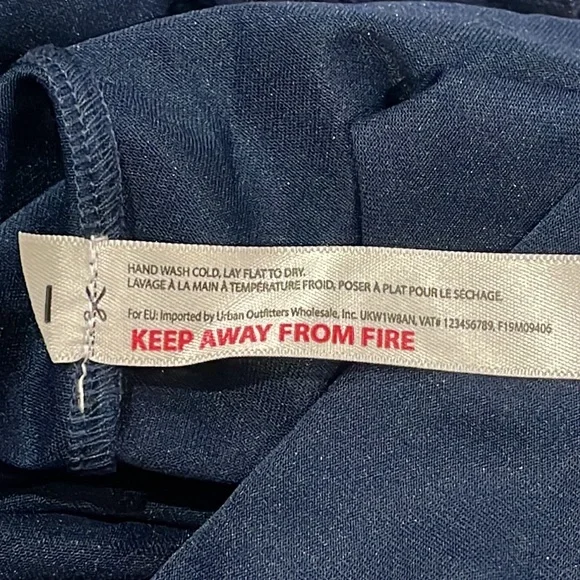 HAND WASH COLD, LAY FLAT TO DRY.
LAVAGE À LA MAIN À TEMPÉRATURE FROID, POSER À PLAT POUR LE SÉCHAGE.
For EU: Imported by Urban Outfitters Wholesale, Inc. UKW1W8AN, VAT# 123456789, F19M09406
KEEP AWAY FROM FIRE